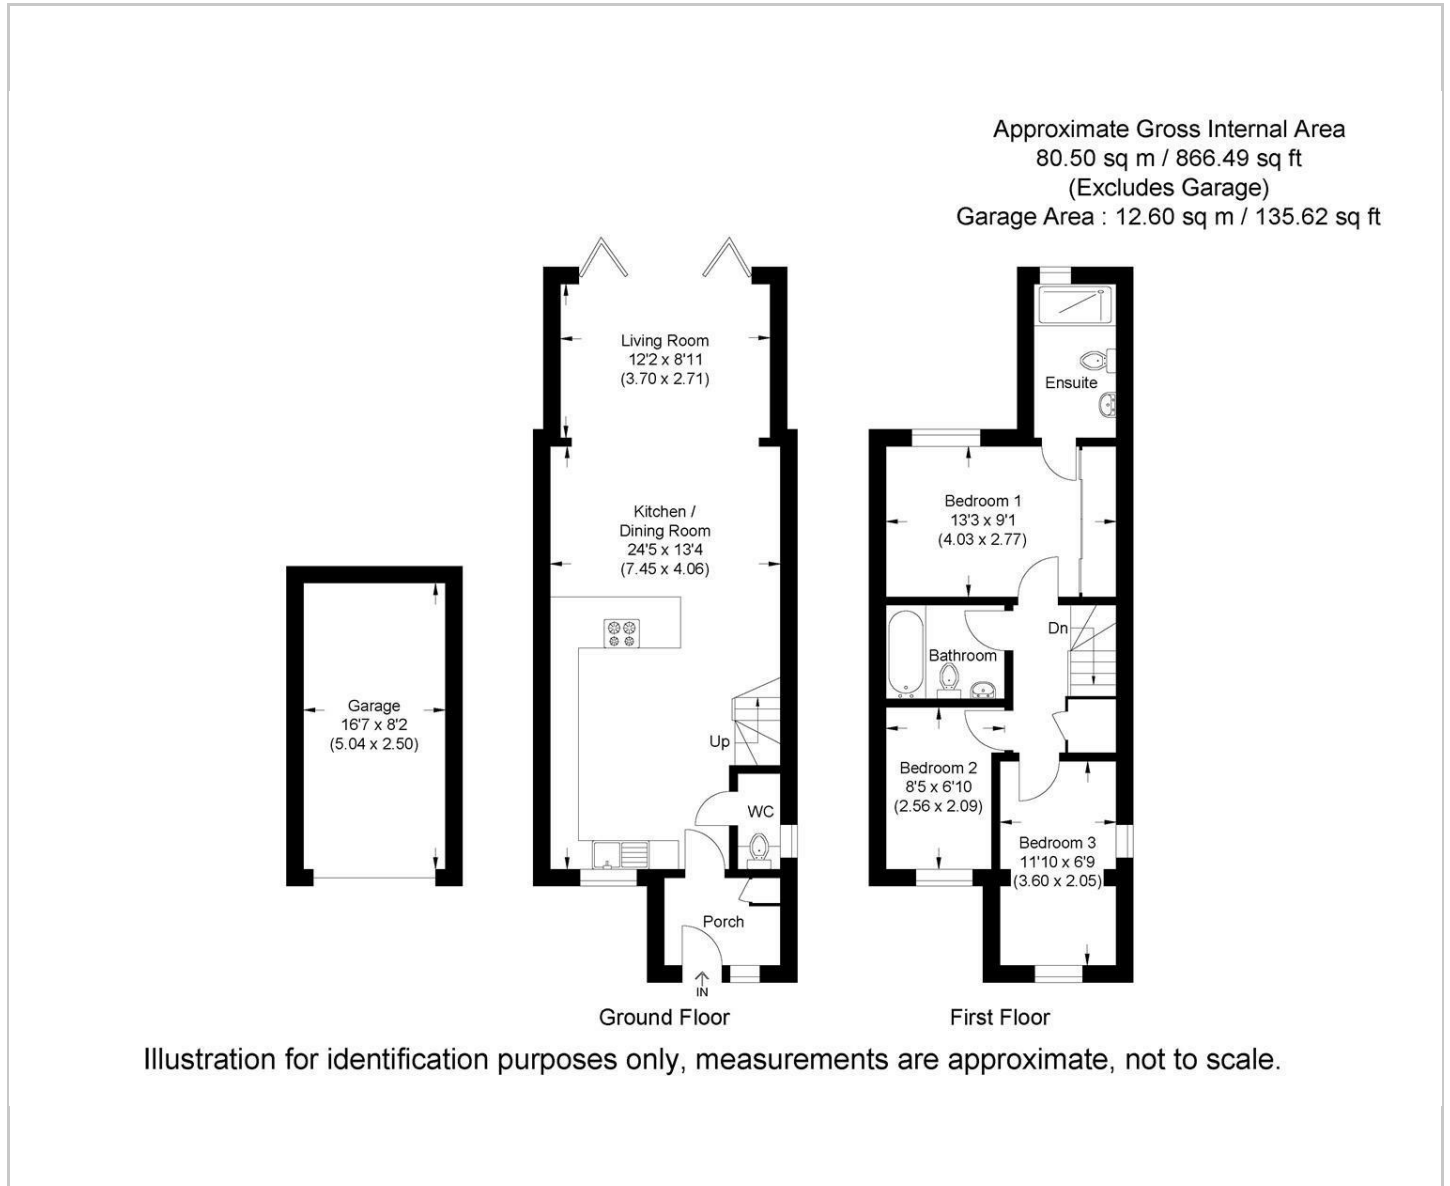 Approximate Gross Internal Area
80.50 sq m / 866.49 sq ft
(Excludes Garage)
Garage Area : 12.60 sq m / 135.62 sq ft
Living Room
12'2 x 8'11
(3.70 x 2.71)
Kitchen /
Dining Room
24'5 x 13'4
(7.45 x 4.06)
Up
WC
Porch
IN
Ground Floor
Garage
16'7 x 8'2
(5.04 x 2.50)
Ensuite
Bedroom 1
13'3 x 9'1
(4.03 x 2.77)
Dn
Bathroom
Bedroom 2
8'5 x 6'10
(2.56 x 2.09)
Bedroom 3
11'10 x 6'9
(3.60 x 2.05)
First Floor
Illustration for identification purposes only, measurements are approximate, not to scale.